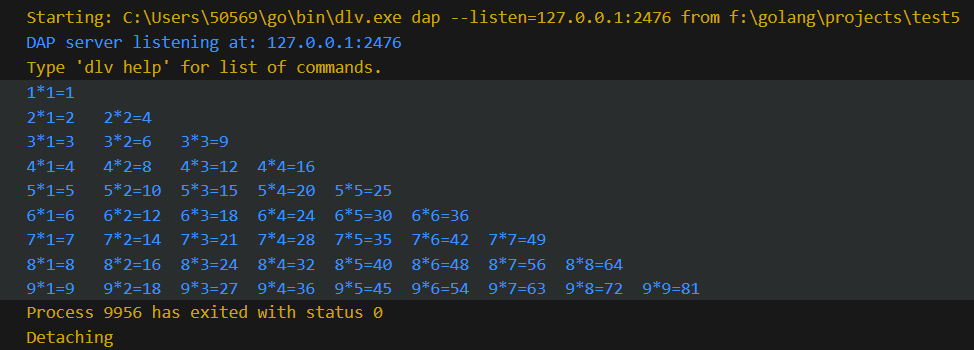 Starting: C:\Users\50569\go\bin\dlv.exe dap --listen=127.0.0.1:2476 from f:\golang\projects\test5
DAP server listening at: 127.0.0.1:2476
Type 'dlv help' for list of commands.
1*1=1
2*1=2   2*2=4
3*1=3   3*2=6   3*3=9
4*1=4   4*2=8   4*3=12  4*4=16
5*1=5   5*2=10  5*3=15  5*4=20  5*5=25
6*1=6   6*2=12  6*3=18  6*4=24  6*5=30  6*6=36
7*1=7   7*2=14  7*3=21  7*4=28  7*5=35  7*6=42  7*7=49
8*1=8   8*2=16  8*3=24  8*4=32  8*5=40  8*6=48  8*7=56  8*8=64
9*1=9   9*2=18  9*3=27  9*4=36  9*5=45  9*6=54  9*7=63  9*8=72  9*9=81
Process 9956 has exited with status 0
Detaching